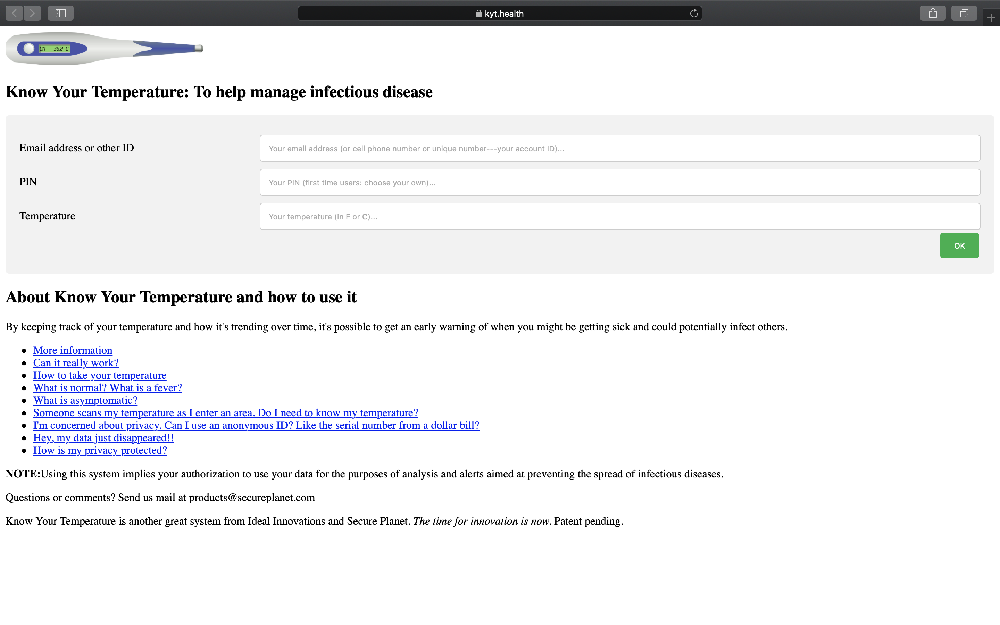 kyt.health
ON 36.2 C
Know Your Temperature: To help manage infectious disease
Email address or other ID
Your email address (or cell phone number or unique number---your account ID)...
PIN
Your PIN (first time users: choose your own)...
Temperature
Your temperature (in F or C)...
OK
About Know Your Temperature and how to use it
By keeping track of your temperature and how it's trending over time, it's possible to get an early warning of when you might be getting sick and could potentially infect others.
More information
Can it really work?
How to take your temperature
What is normal? What is a fever?
What is asymptomatic?
Someone scans my temperature as I enter an area. Do I need to know my temperature?
I'm concerned about privacy. Can I use an anonymous ID? Like the serial number from a dollar bill?
Hey, my data just disappeared!!
How is my privacy protected?
NOTE:Using this system implies your authorization to use your data for the purposes of analysis and alerts aimed at preventing the spread of infectious diseases.
Questions or comments? Send us mail at products@secureplanet.com
Know Your Temperature is another great system from Ideal Innovations and Secure Planet. The time for innovation is now. Patent pending.